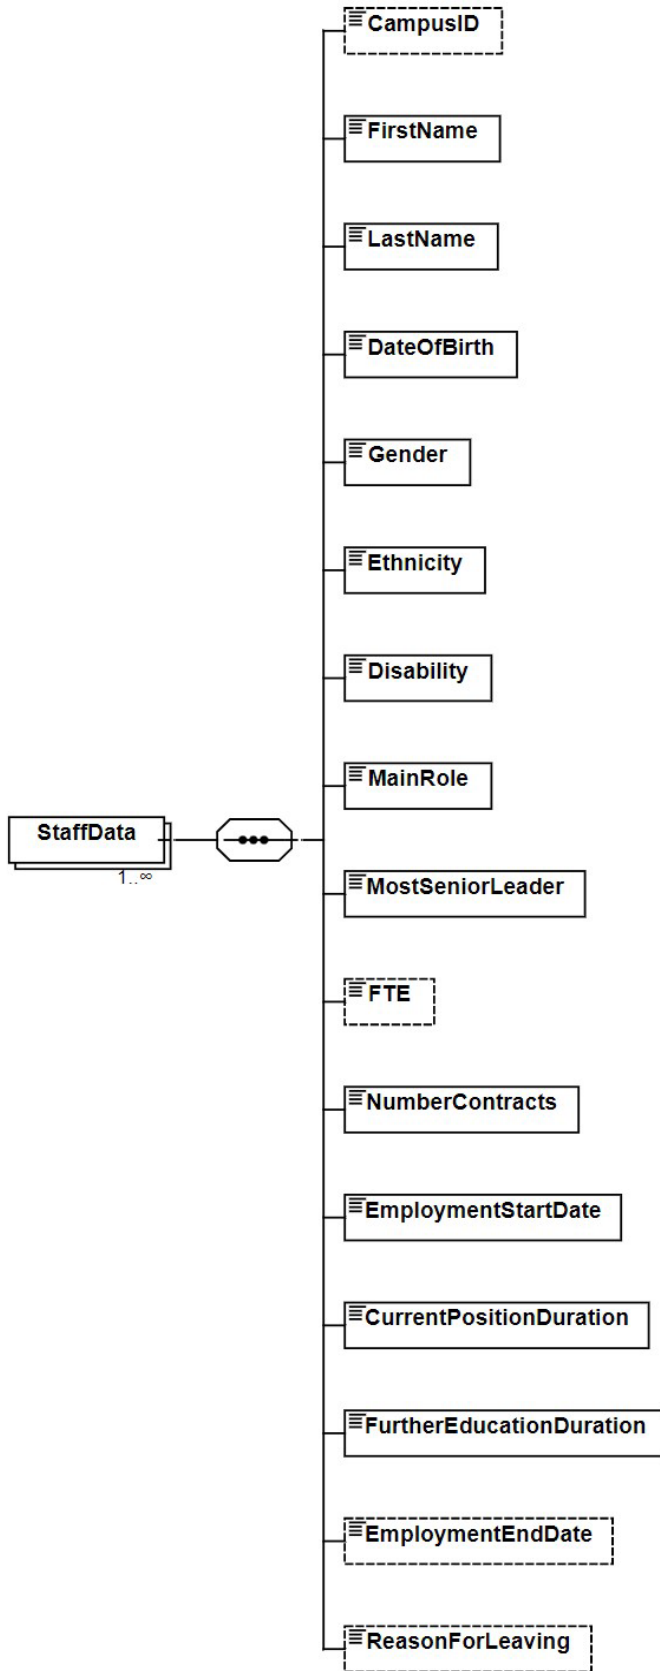 CampusID
FirstName
LastName
DateOfBirth
Gender
Ethnicity
Disability
MainRole
StaffData
1..∞
MostSeniorLeader
FTE
NumberContracts
EmploymentStartDate
CurrentPositionDuration
FurtherEducationDuration
EmploymentEndDate
ReasonForLeaving